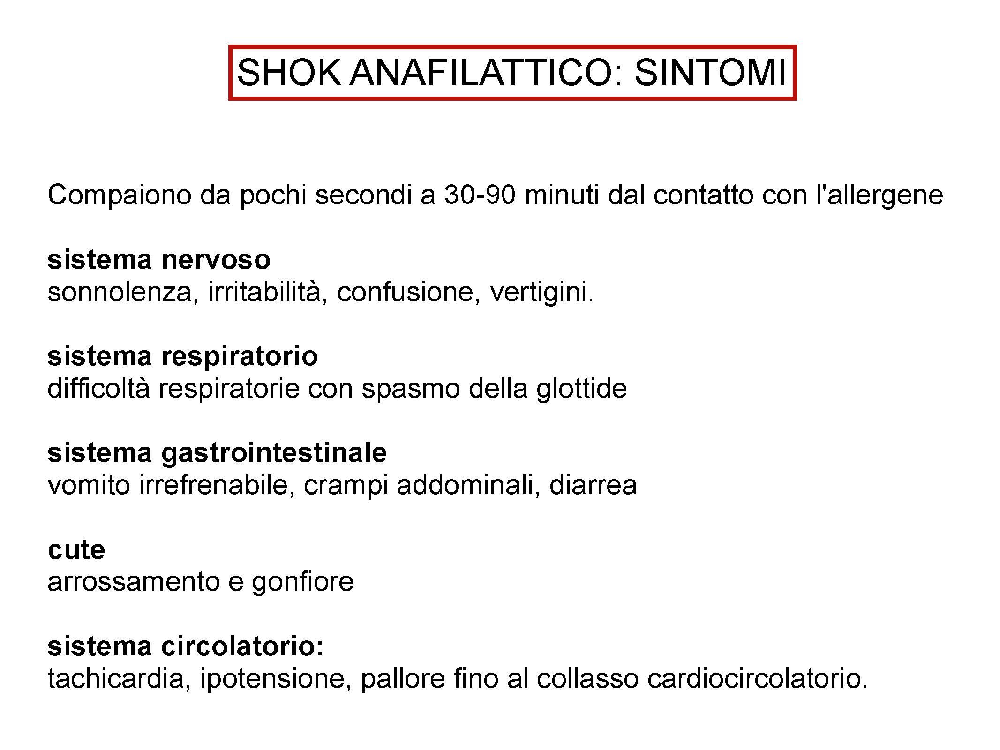 SHOK ANAFILATTICO: SINTOMI
Compaiono da pochi secondi a 30-90 minuti dal contatto con l'allergene
sistema nervoso
sonnolenza, irritabilità, confusione, vertigini.
sistema respiratorio
difficoltà respiratorie con spasmo della glottide
sistema gastrointestinale
vomito irrefrenabile, crampi addominali, diarrea
cute
arrossamento e gonfiore
sistema circolatorio:
tachicardia, ipotensione, pallore fino al collasso cardiocircolatorio.